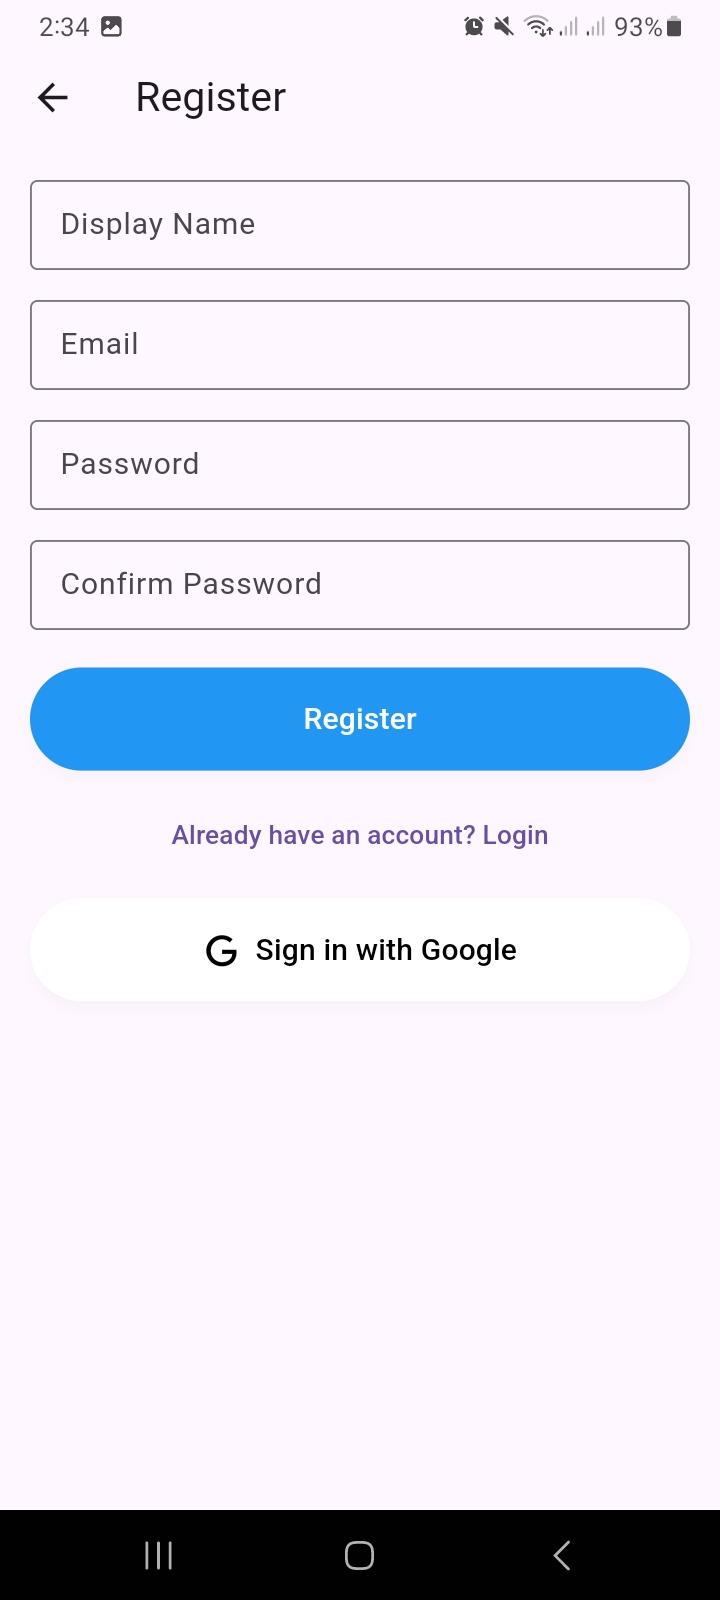 2:34 93%
Register
Display Name
Email
Password
Confirm Password
Register
Already have an account? Login
Sign in with Google